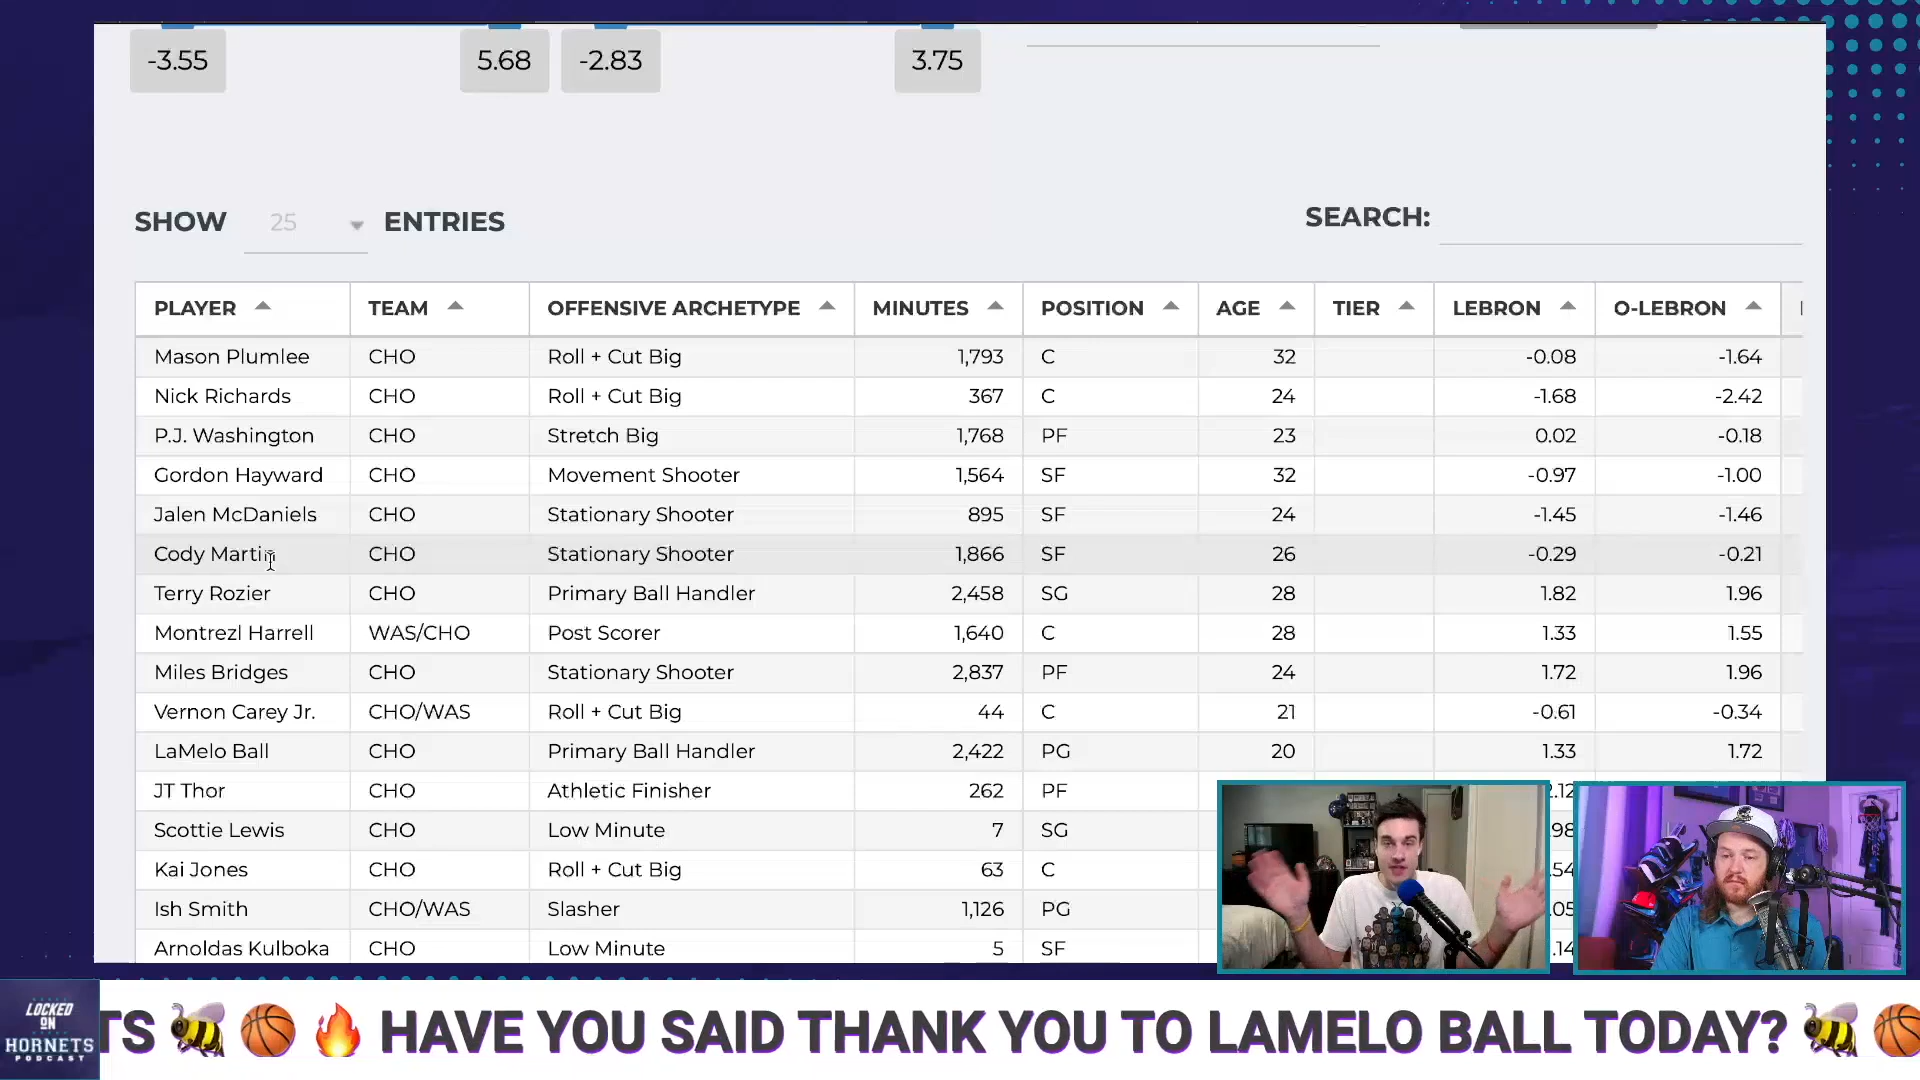 -3.55 5.68 -2.83 3.75
SHOW 25 ENTRIES SEARCH:
PLAYER TEAM OFFENSIVE ARCHETYPE MINUTES POSITION AGE TIER LEBRON O-LEBRON
Mason Plumlee CHO Roll + Cut Big 1,793 C 32 -0.08 -1.64
Nick Richards CHO Roll + Cut Big 367 C 24 -1.68 -2.42
P.J. Washington CHO Stretch Big 1,768 PF 23 0.02 -0.18
Gordon Hayward CHO Movement Shooter 1,564 SF 32 -0.97 -1.00
Jalen McDaniels CHO Stationary Shooter 895 SF 24 -1.45 -1.46
Cody Martin CHO Stationary Shooter 1,866 SF 26 -0.29 -0.21
Terry Rozier CHO Primary Ball Handler 2,458 SG 28 1.82 1.96
Montrezl Harrell WAS/CHO Post Scorer 1,640 C 28 1.33 1.55
Miles Bridges CHO Stationary Shooter 2,837 PF 24 1.72 1.96
Vernon Carey Jr. CHO/WAS Roll + Cut Big 44 C 21 -0.61 -0.34
LaMelo Ball CHO Primary Ball Handler 2,422 PG 20 1.33 1.72
JT Thor CHO Athletic Finisher 262 PF
Scottie Lewis CHO Low Minute 7 SG
Kai Jones CHO Roll + Cut Big 63 C
Ish Smith CHO/WAS Slasher 1,126 PG
Arnoldas Kulboka CHO Low Minute 5 SF
LOCKED
ON
HORNETS
PODCAST
TS 🐝 🏀 🔥 HAVE YOU SAID THANK YOU TO LAMELO BALL TODAY? 🐝 🏀